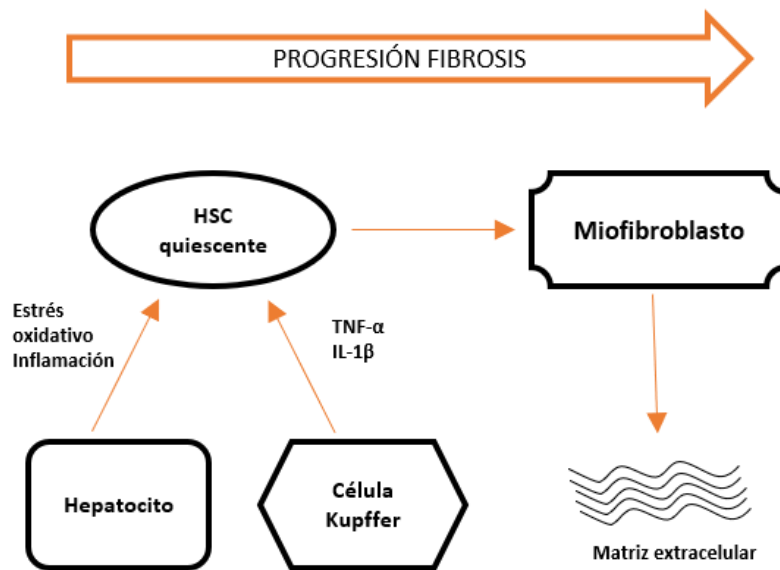 PROGRESIÓN FIBROSIS
HSC
quiescente
Miofibroblasto
Estrés
oxidativo
Inflamación
TNF-α
IL-1β
Hepatocito
Célula
Kupffer
Matriz extracelular